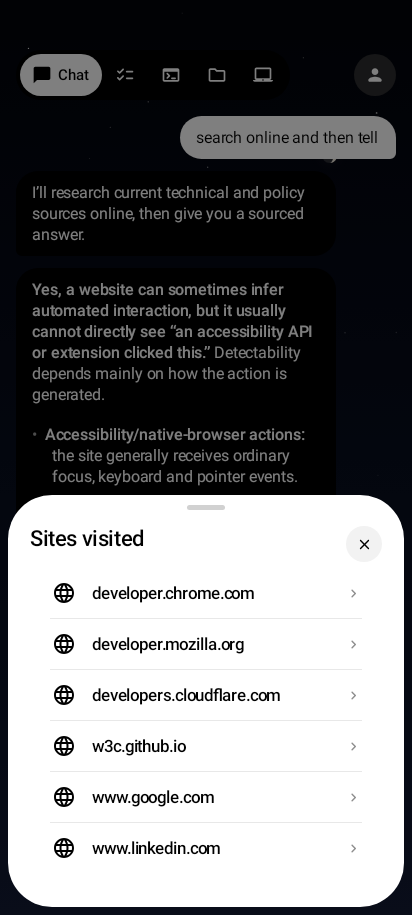 Chat
search online and then tell
I'll research current technical and policy
sources online, then give you a sourced
answer.
Yes, a website can sometimes infer
automated interaction, but it usually
cannot directly see “an accessibility API
or extension clicked this.” Detectability
depends mainly on how the action is
generated.
• Accessibility/native-browser actions:
the site generally receives ordinary
focus, keyboard and pointer events.
Sites visited
developer.chrome.com
developer.mozilla.org
developers.cloudflare.com
w3c.github.io
www.google.com
www.linkedin.com